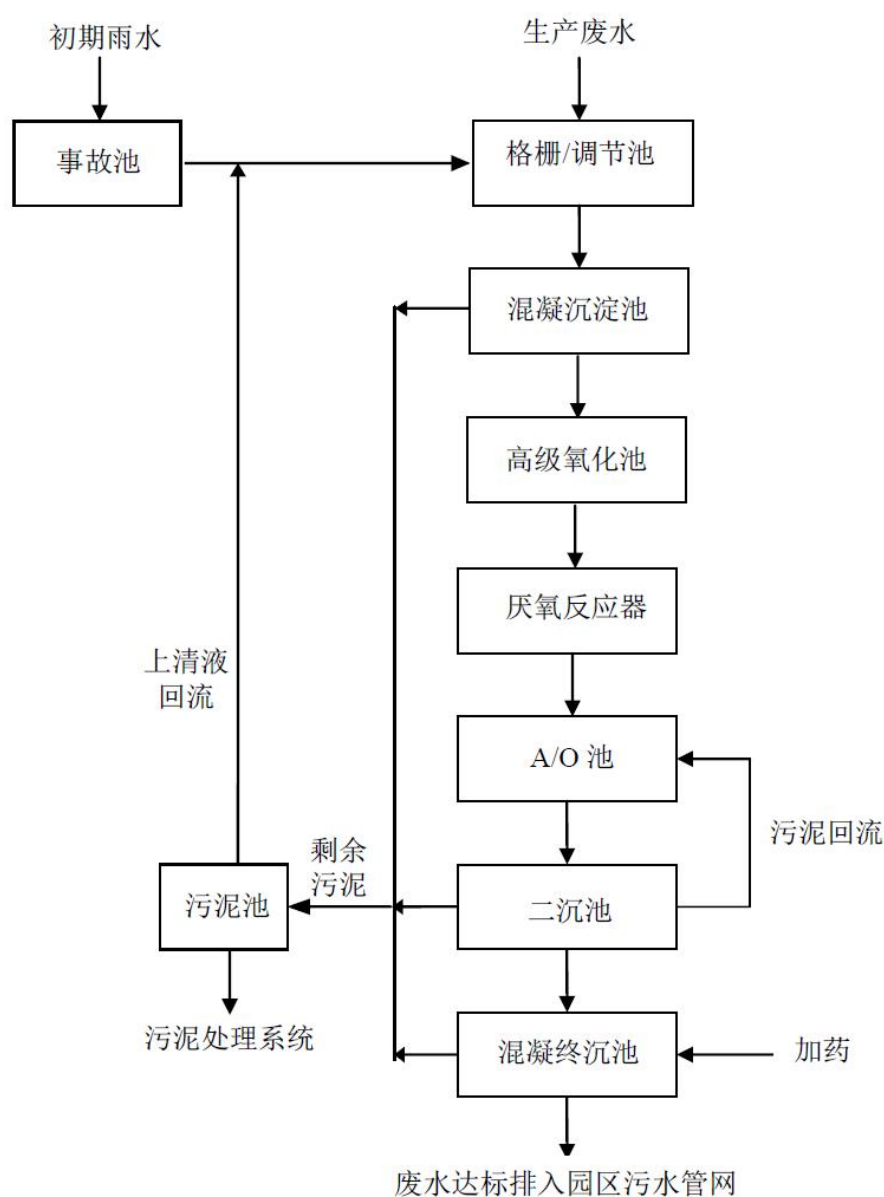 初期雨水
生产废水
事故池
格栅/调节池
混凝沉淀池
高级氧化池
厌氧反应器
上清液
回流
A/O 池
污泥回流
剩余
污泥
污泥池
二沉池
污泥处理系统
混凝终沉池
加药
废水达标排入园区污水管网